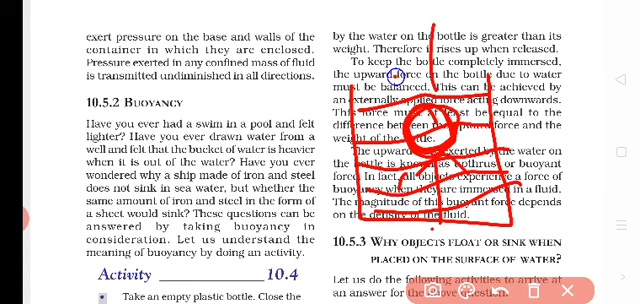 exert pressure on the base and walls of the
container in which they are enclosed.
Pressure exerted in any confined mass of fluid
is transmitted undiminished in all directions.
10.5.2 BUOYANCY
Have you ever had a swim in a pool and felt
lighter? Have you ever drawn water from a
well and felt that the bucket of water is heavier
when it is out of the water? Have you ever
wondered why a ship made of iron and steel
does not sink in sea water, but whether the
same amount of iron and steel in the form of
a sheet would sink? These questions can be
answered by taking buoyancy in
consideration. Let us understand the
meaning of buoyancy by doing an activity.
Activity 10.4
• Take an empty plastic bottle. Close the
by the water on the bottle is greater than its
weight. Therefore it rises up when released.
To keep the bottle completely immersed,
the upward force on the bottle due to water
must be balanced. This can be achieved by
an externally applied force acting downwards.
This force must at least be equal to the
difference between the upward force and the
weight of the bottle.
The upward force exerted by the water on
the bottle is known as upthrust or buoyant
force. In fact, all objects experience a force of
buoyancy when they are immersed in a fluid.
The magnitude of this buoyant force depends
on the density of the fluid.
10.5.3 WHY OBJECTS FLOAT OR SINK WHEN
PLACED ON THE SURFACE OF WATER?
Let us do the following activities to arrive at
an answer for the above question.